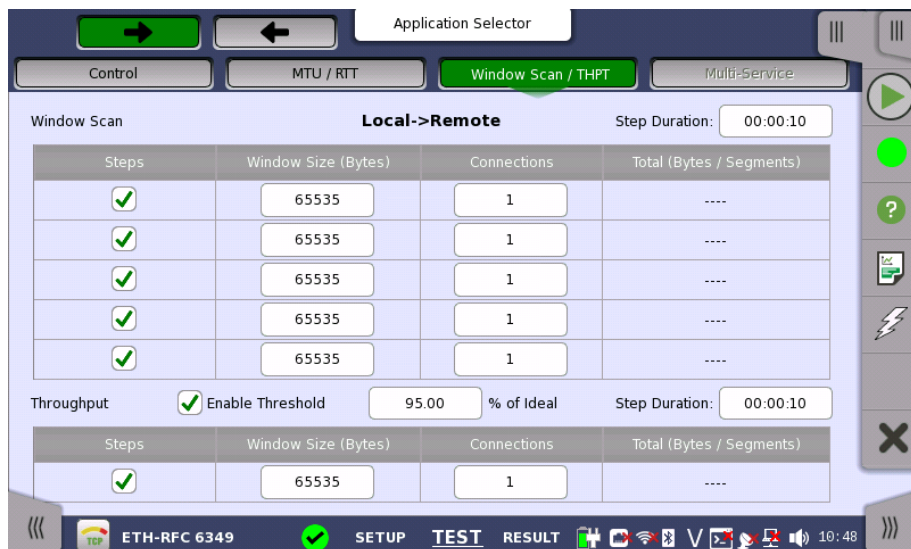 Application Selector
Control MTU / RTT Window Scan / THPT Multi-Service
Window Scan Local->Remote Step Duration: 00:00:10
Steps Window Size (Bytes) Connections Total (Bytes / Segments)
65535 1 ----
65535 1 ----
65535 1 ----
65535 1 ----
65535 1 ----
Throughput Enable Threshold 95.00 % of Ideal Step Duration: 00:00:10
Steps Window Size (Bytes) Connections Total (Bytes / Segments)
65535 1 ----
TCP ETH-RFC 6349 SETUP TEST RESULT V 10:48